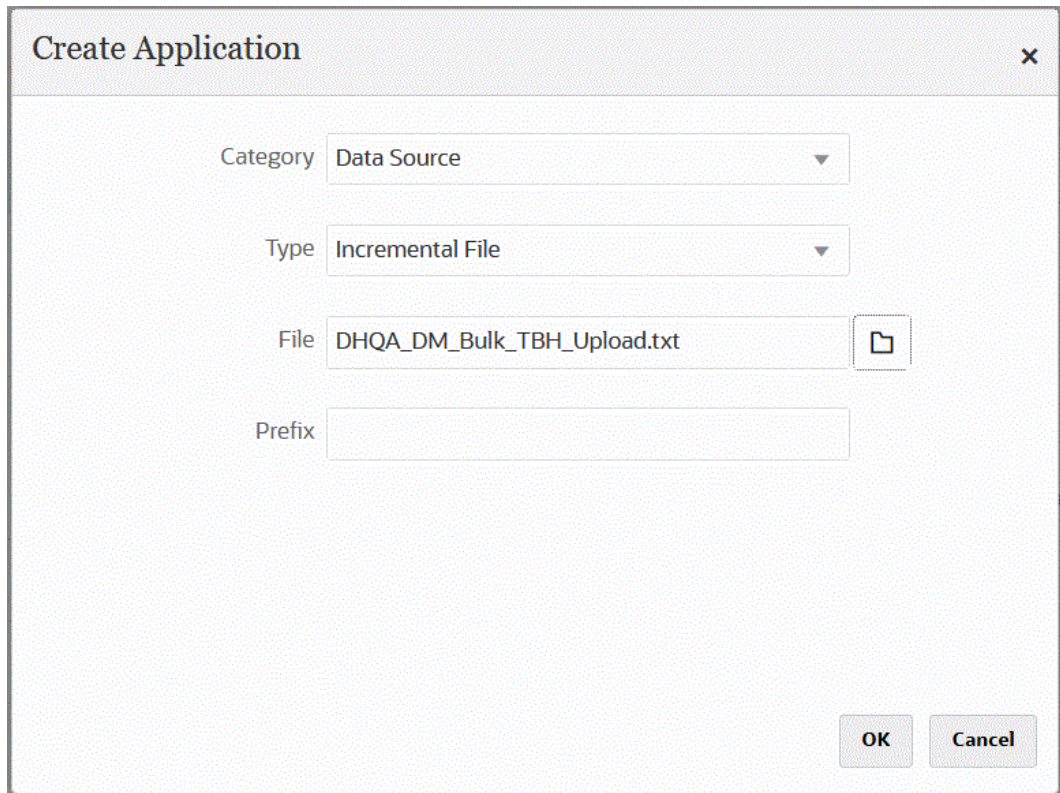 Create Application
Category Data Source
Type Incremental File
File DHQA_DM_Bulk_TBH_Upload.txt
Prefix
OK Cancel